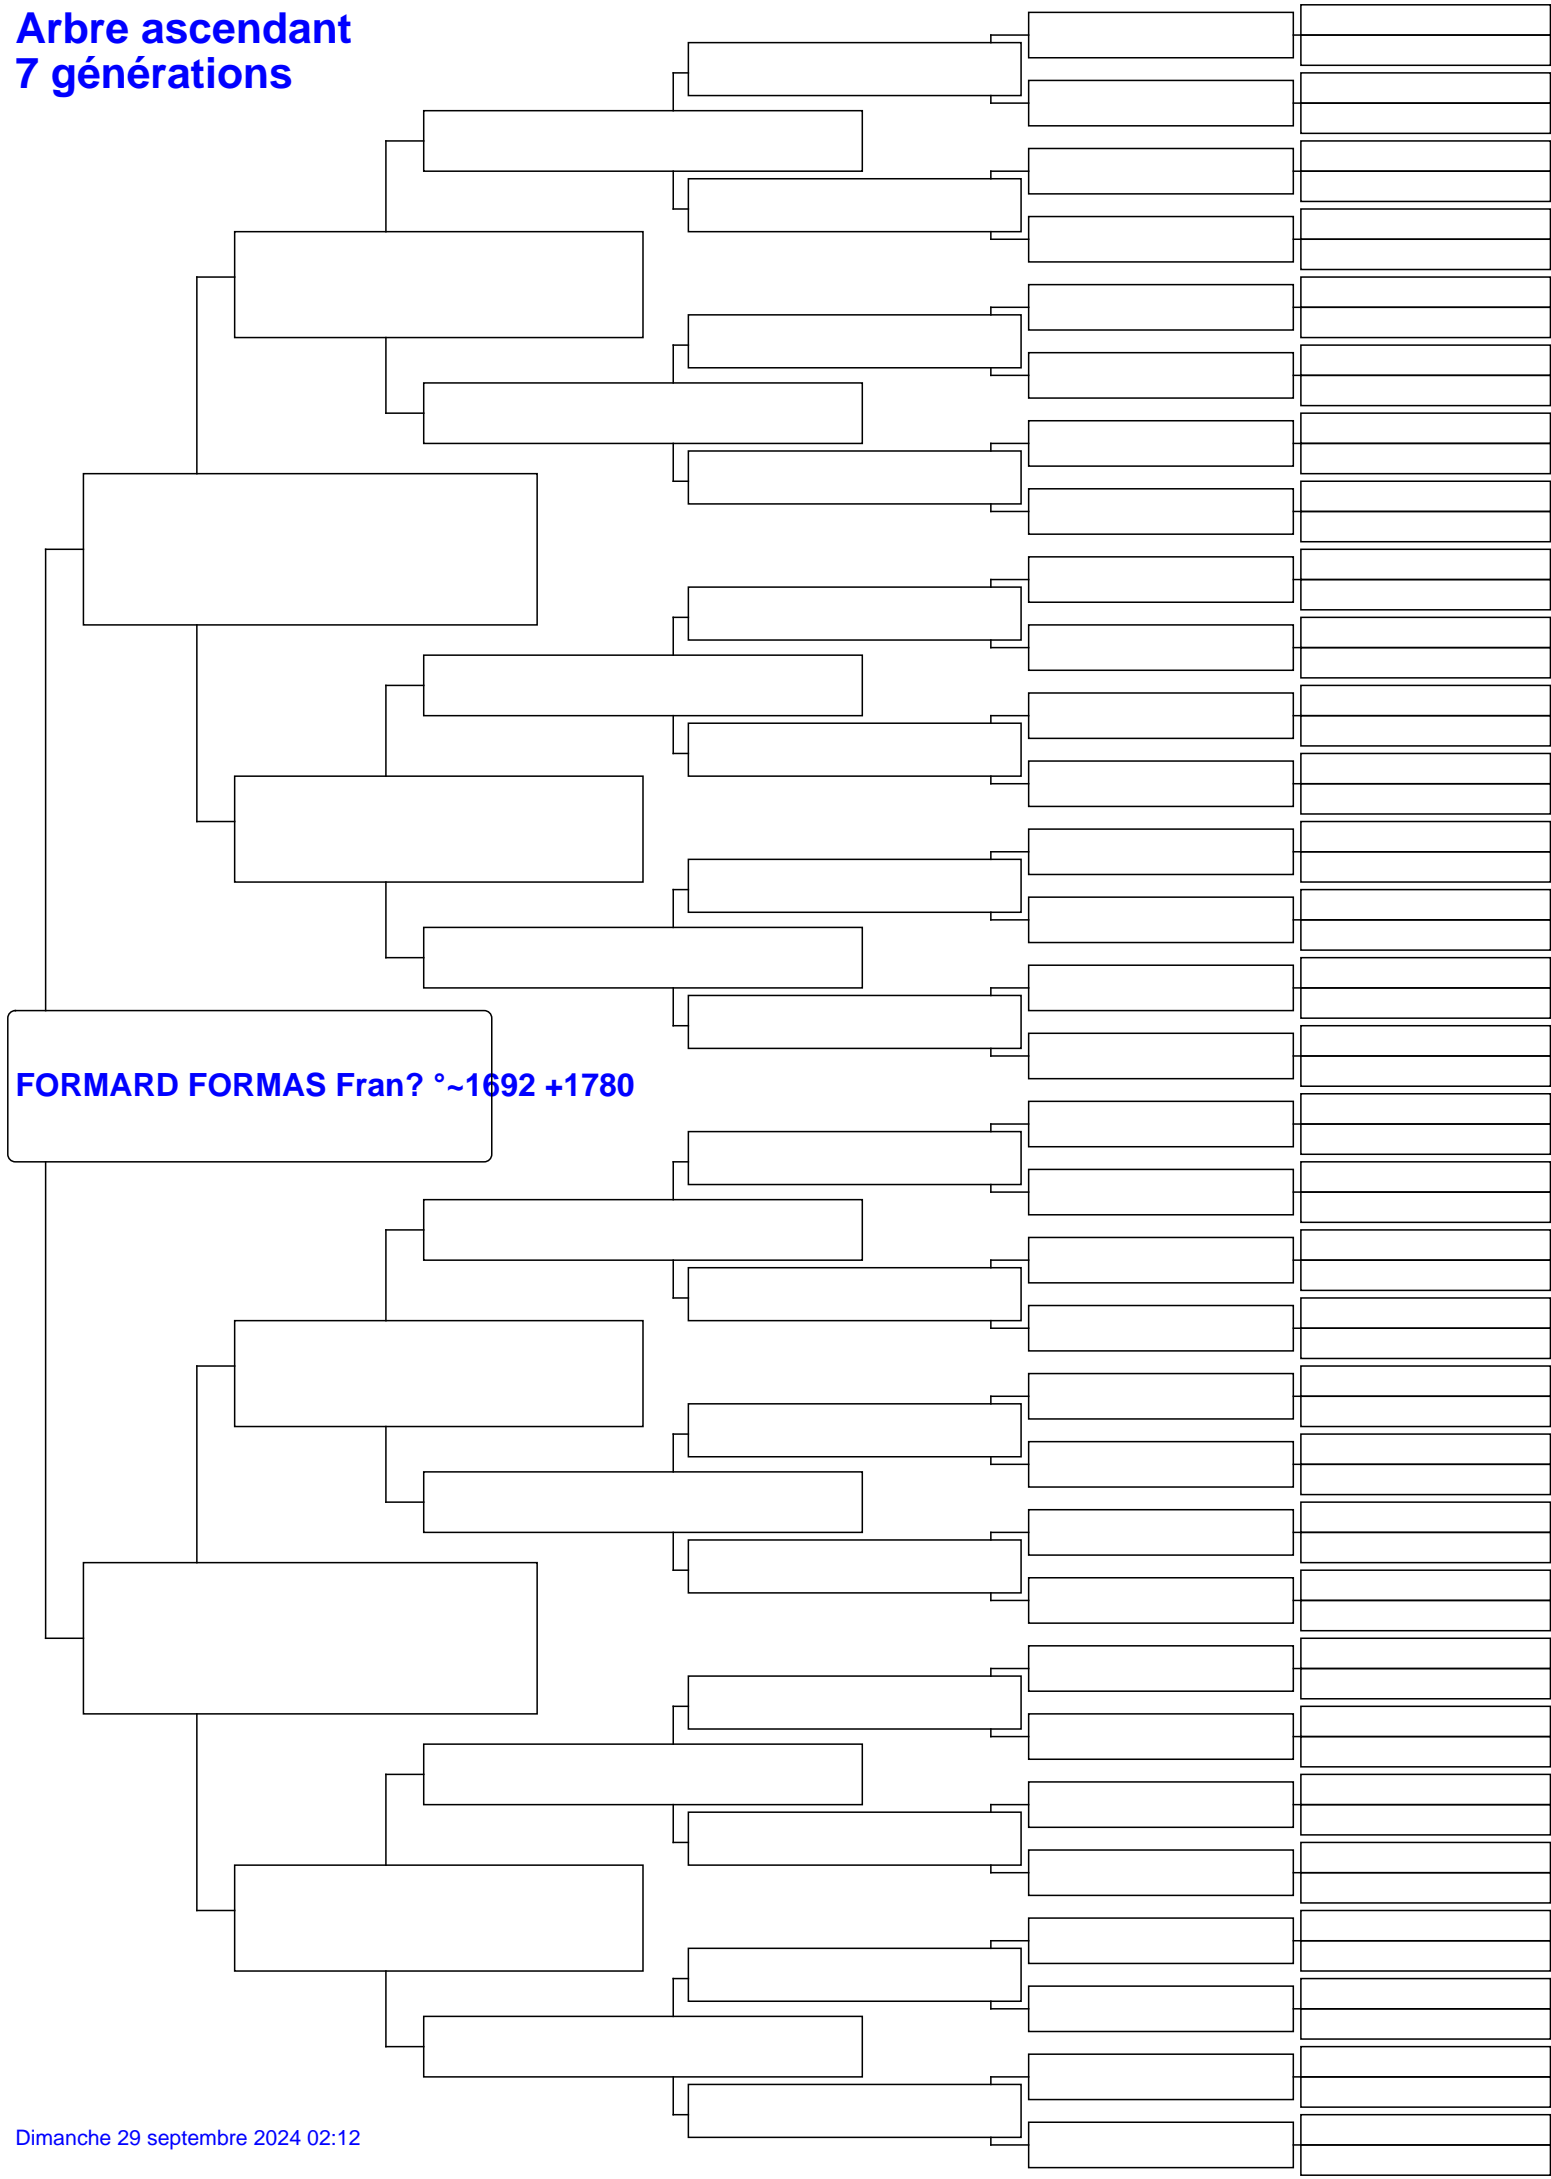 Arbre ascendant
7 générations
FORMARD FORMAS Fran? °~1692 +1780
Dimanche 29 septembre 2024 02:12